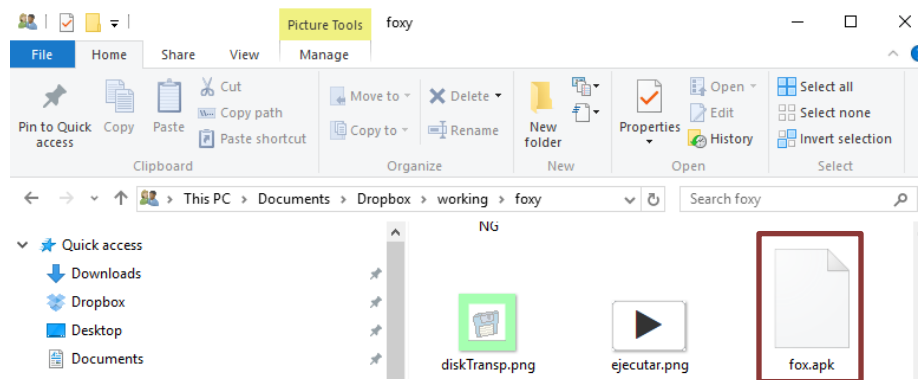 Picture Tools foxy
File Home Share View Manage
Pin to Quick access
Copy
Paste
Cut
Copy path
Paste shortcut
Clipboard
Move to
Copy to
Delete
Rename
Organize
New folder
New
Properties
Open
Edit
History
Open
Select all
Select none
Invert selection
Select
This PC > Documents > Dropbox > working > foxy
Search foxy
Quick access
Downloads
Dropbox
Desktop
Documents
NG
diskTransp.png
ejecutar.png
fox.apk